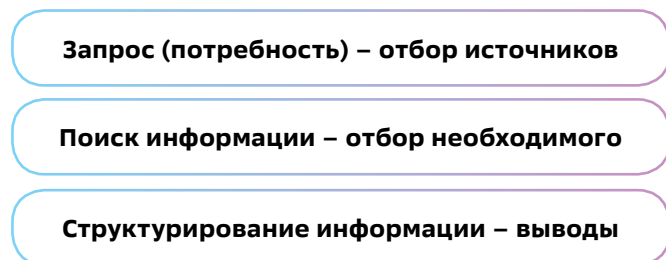 Запрос (потребность) – отбор источников
Поиск информации – отбор необходимого
Структурирование информации – выводы